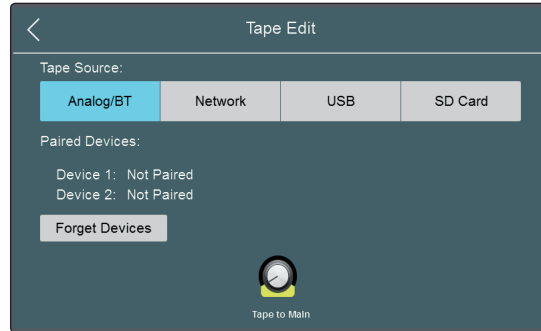 Tape Edit
Tape Source:
Analog/BT Network USB SD Card
Paired Devices:
Device 1: Not Paired
Device 2: Not Paired
Forget Devices
Tape to Main